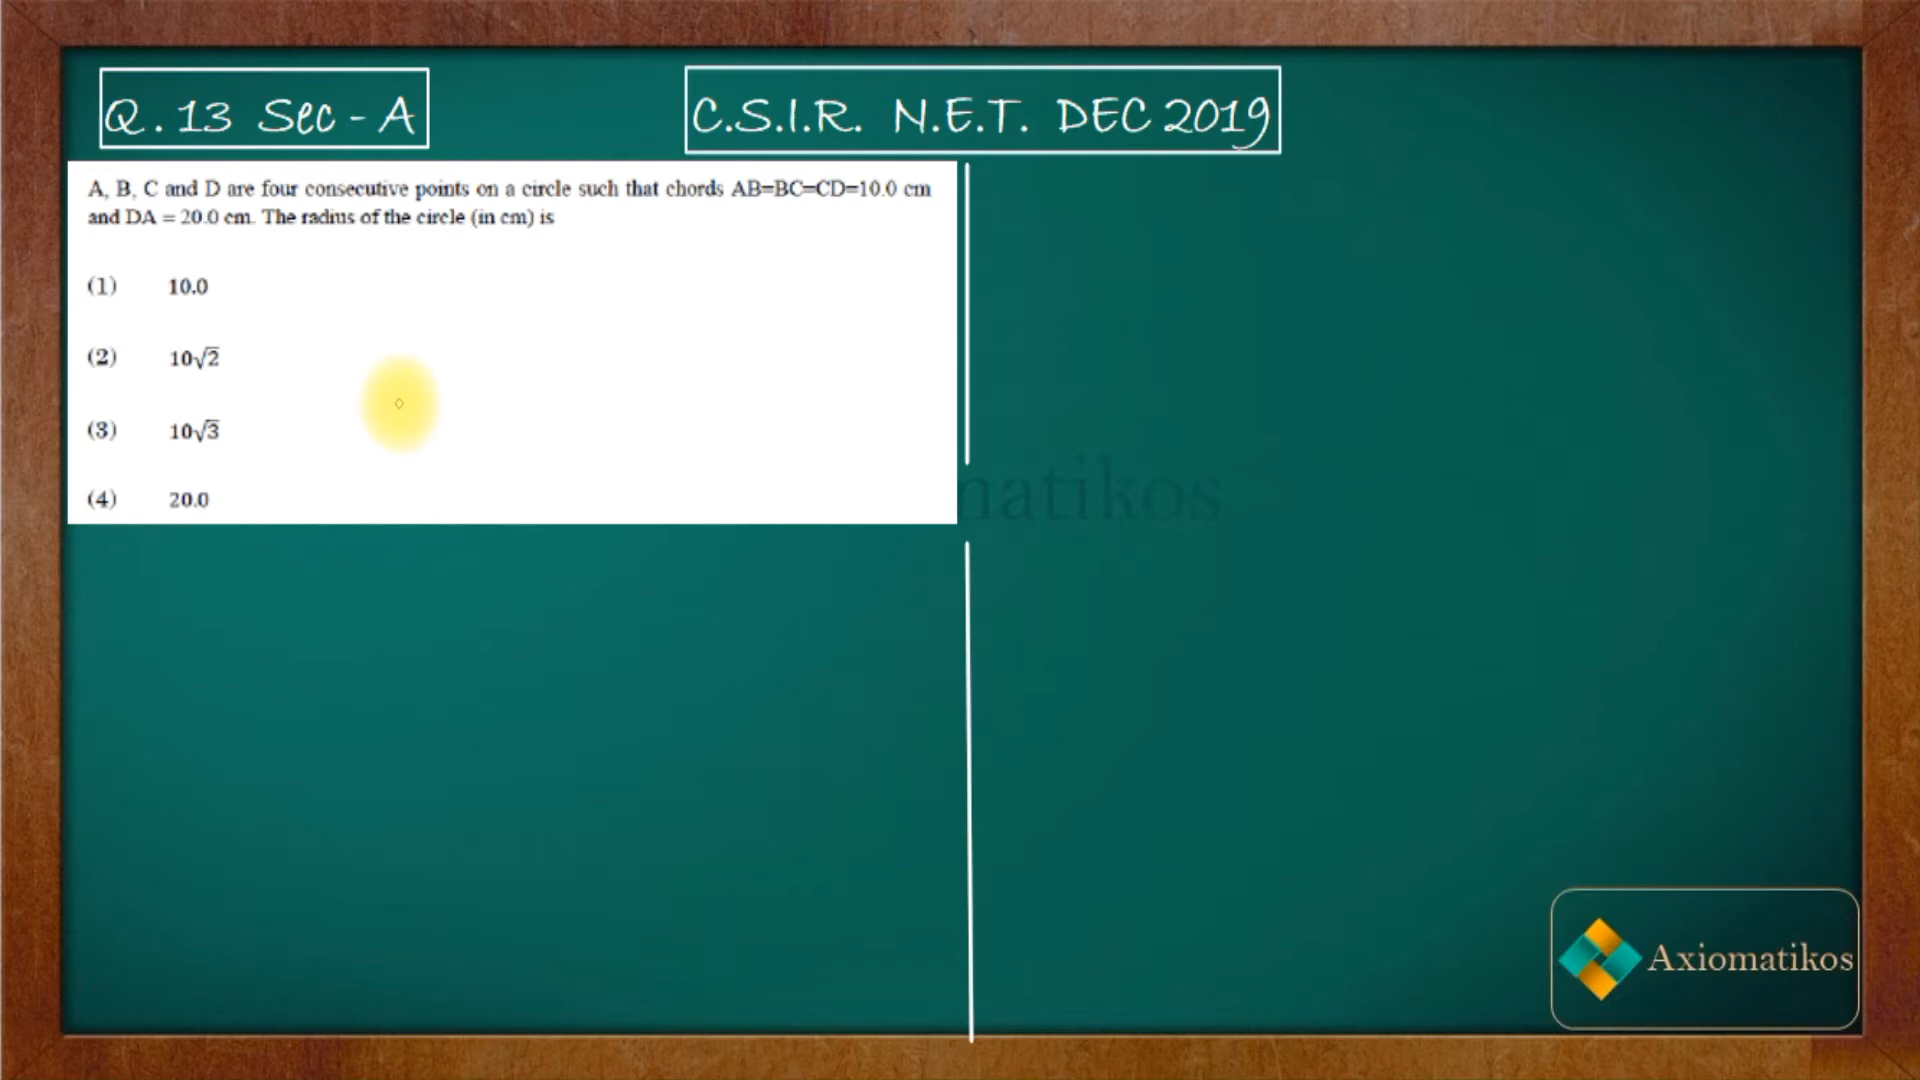 Q. 13 Sec - A
C.S.I.R. N.E.T. DEC 2019
A, B, C and D are four consecutive points on a circle such that chords AB=BC=CD=10.0 cm
and DA = 20.0 cm. The radius of the circle (in cm) is
(1) 10.0
(2) 10√2
(3) 10√3
(4) 20.0
matikos
Axiomatikos